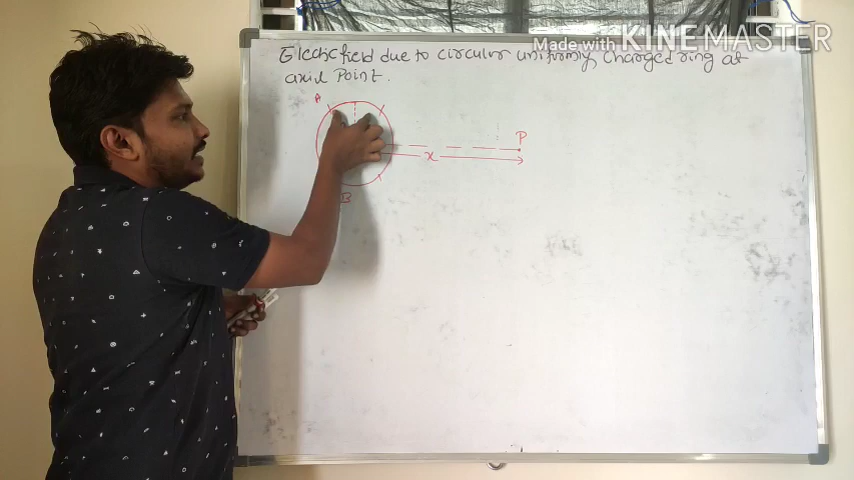 Electric field due to circular uniformly charged ring at
axial Point.
Made with KINEMASTER
A
P
x
B